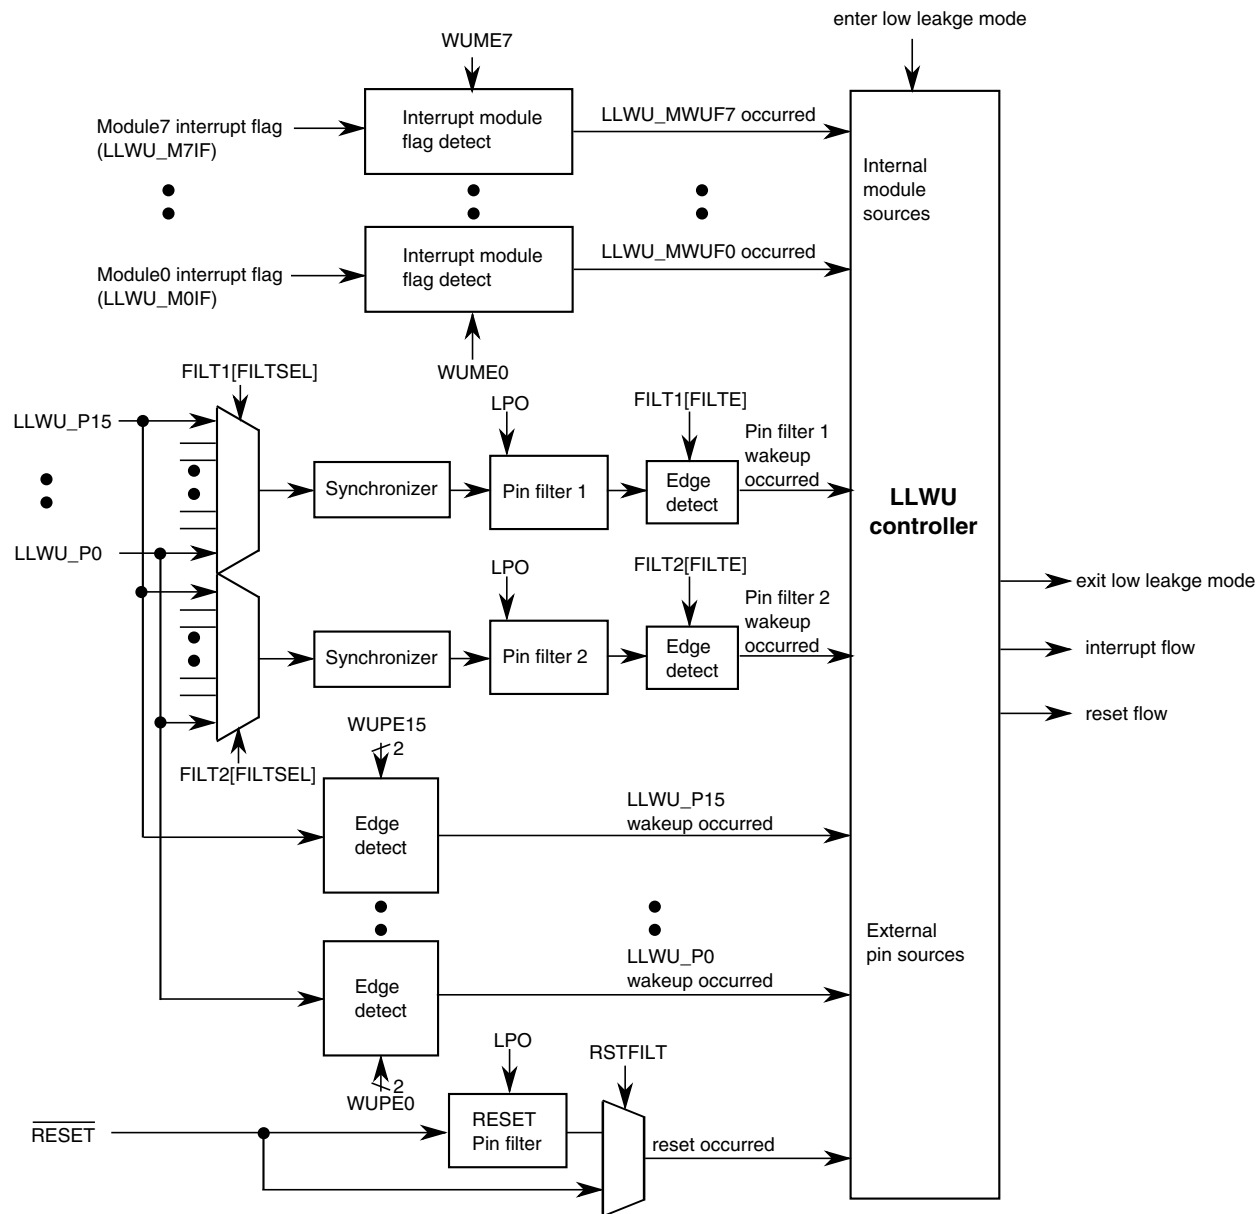 enter low leakge mode
WUME7
Module7 interrupt flag
(LLWU_M7IF)
Interrupt module
flag detect
LLWU_MWUF7 occurred
Internal
module
sources
Module0 interrupt flag
(LLWU_M0IF)
Interrupt module
flag detect
LLWU_MWUF0 occurred
WUME0
FILT1[FILTSEL]
LLWU_P15
LLWU_P0
Synchronizer
LPO
Pin filter 1
FILT1[FILTE]
Edge
detect
Pin filter 1
wakeup
occurred
LLWU
controller
Synchronizer
LPO
Pin filter 2
FILT2[FILTE]
Edge
detect
Pin filter 2
wakeup
occurred
exit low leakge mode
interrupt flow
reset flow
FILT2[FILTSEL]
WUPE15
2
Edge
detect
LLWU_P15
wakeup occurred
External
pin sources
Edge
detect
LLWU_P0
wakeup occurred
2
WUPE0
LPO
RSTFILT
RESET
RESET
Pin filter
reset occurred